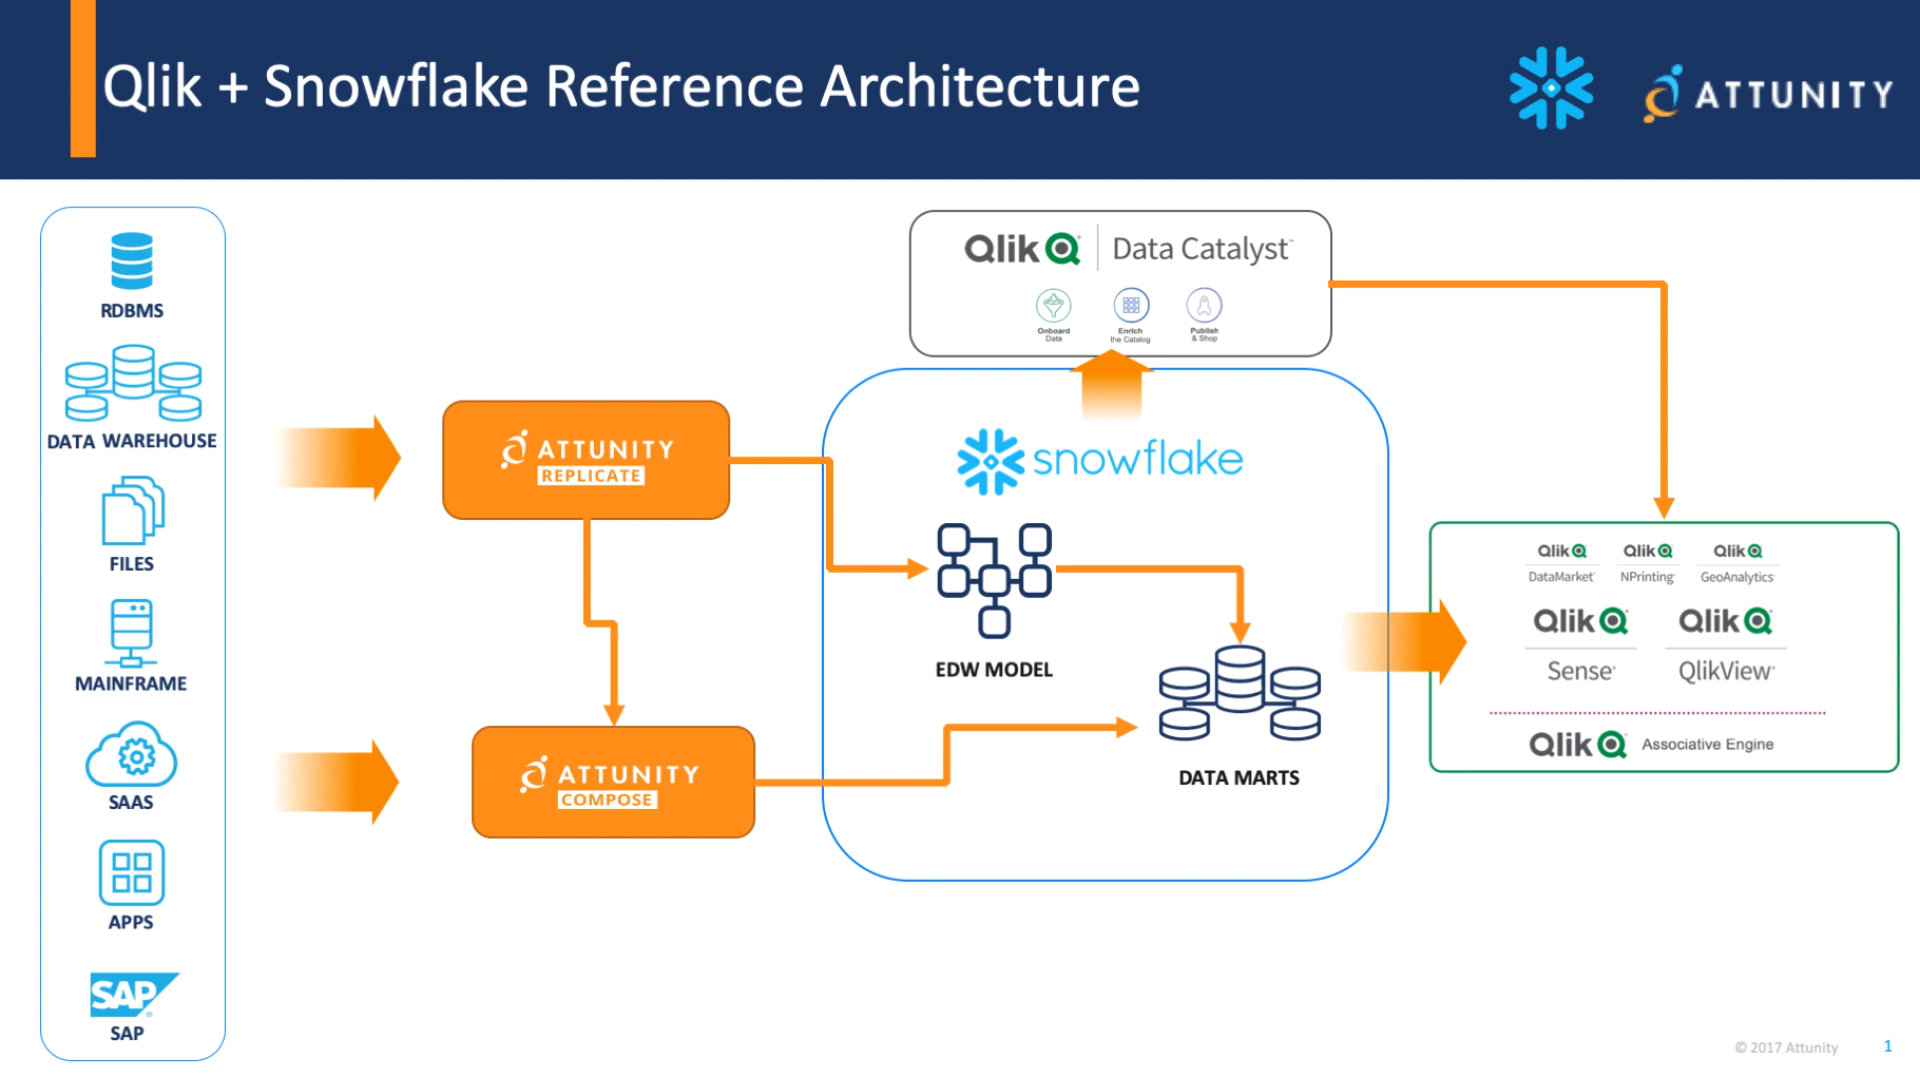 Qlik + Snowflake Reference Architecture
ATTUNITY
RDBMS
DATA WAREHOUSE
FILES
MAINFRAME
SAAS
APPS
SAP
SAP
ATTUNITY
REPLICATE
ATTUNITY
COMPOSE
Qlik Data Catalyst™
Onboard
Data
Enrich
the Catalog
Publish
& Shop
snowflake
EDW MODEL
DATA MARTS
Qlik
DataMarket
Qlik
NPrinting
Qlik
GeoAnalytics
Qlik
Sense
Qlik
QlikView
Qlik Associative Engine
© 2017 Attunity 1